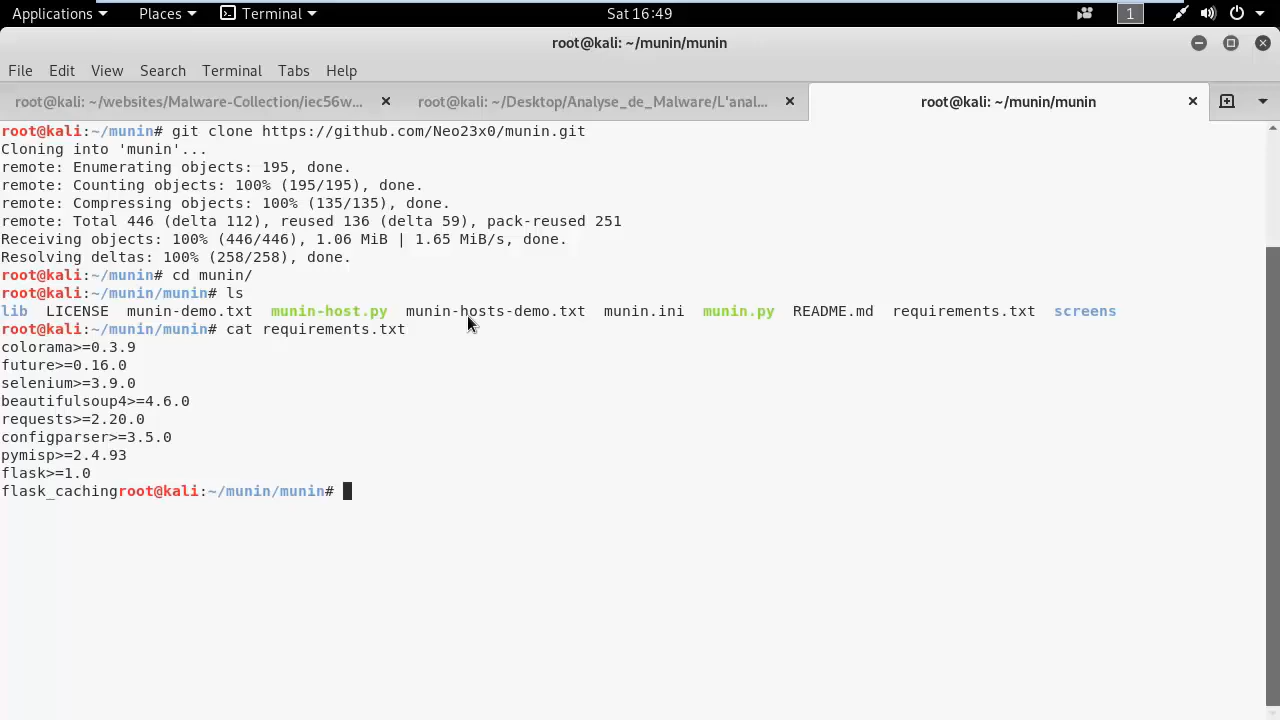 Applications Places Terminal Sat 16:49 1
root@kali: ~/munin/munin
File Edit View Search Terminal Tabs Help
root@kali: ~/websites/Malware-Collection/iec56w... root@kali: ~/Desktop/Analyse_de_Malware/L'anal... root@kali: ~/munin/munin
root@kali:~/munin# git clone https://github.com/Neo23x0/munin.git
Cloning into 'munin'...
remote: Enumerating objects: 195, done.
remote: Counting objects: 100% (195/195), done.
remote: Compressing objects: 100% (135/135), done.
remote: Total 446 (delta 112), reused 136 (delta 59), pack-reused 251
Receiving objects: 100% (446/446), 1.06 MiB | 1.65 MiB/s, done.
Resolving deltas: 100% (258/258), done.
root@kali:~/munin# cd munin/
root@kali:~/munin/munin# ls
lib LICENSE munin-demo.txt munin-host.py munin-hosts-demo.txt munin.ini munin.py README.md requirements.txt screens
root@kali:~/munin/munin# cat requirements.txt
colorama>=0.3.9
future>=0.16.0
selenium>=3.9.0
beautifulsoup4>=4.6.0
requests>=2.20.0
configparser>=3.5.0
pymisp>=2.4.93
flask>=1.0
flask_cachingroot@kali:~/munin/munin#